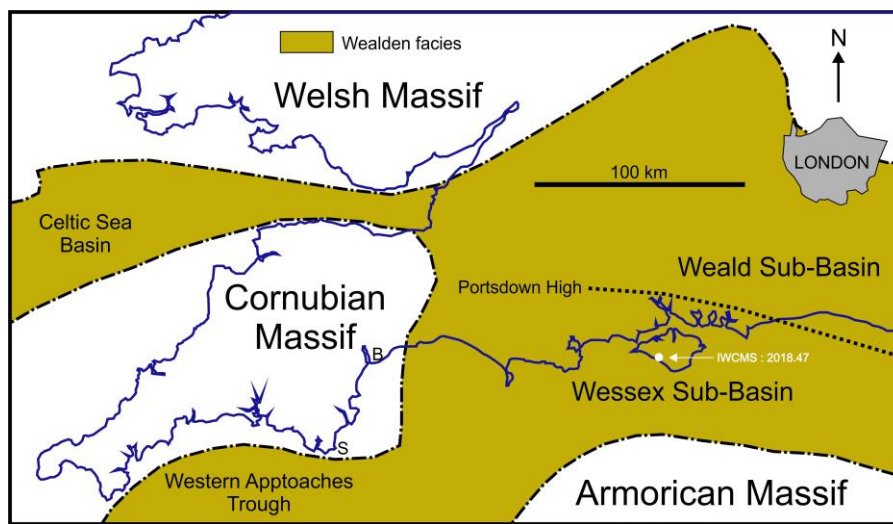 Wealden facies
N
Welsh Massif
LONDON
100 km
Celtic Sea
Basin
Weald Sub-Basin
Portsdown High
Cornubian
Massif
B
IWCMS : 2018.47
Wessex Sub-Basin
S
Western Apptoaches
Trough
Armorican Massif